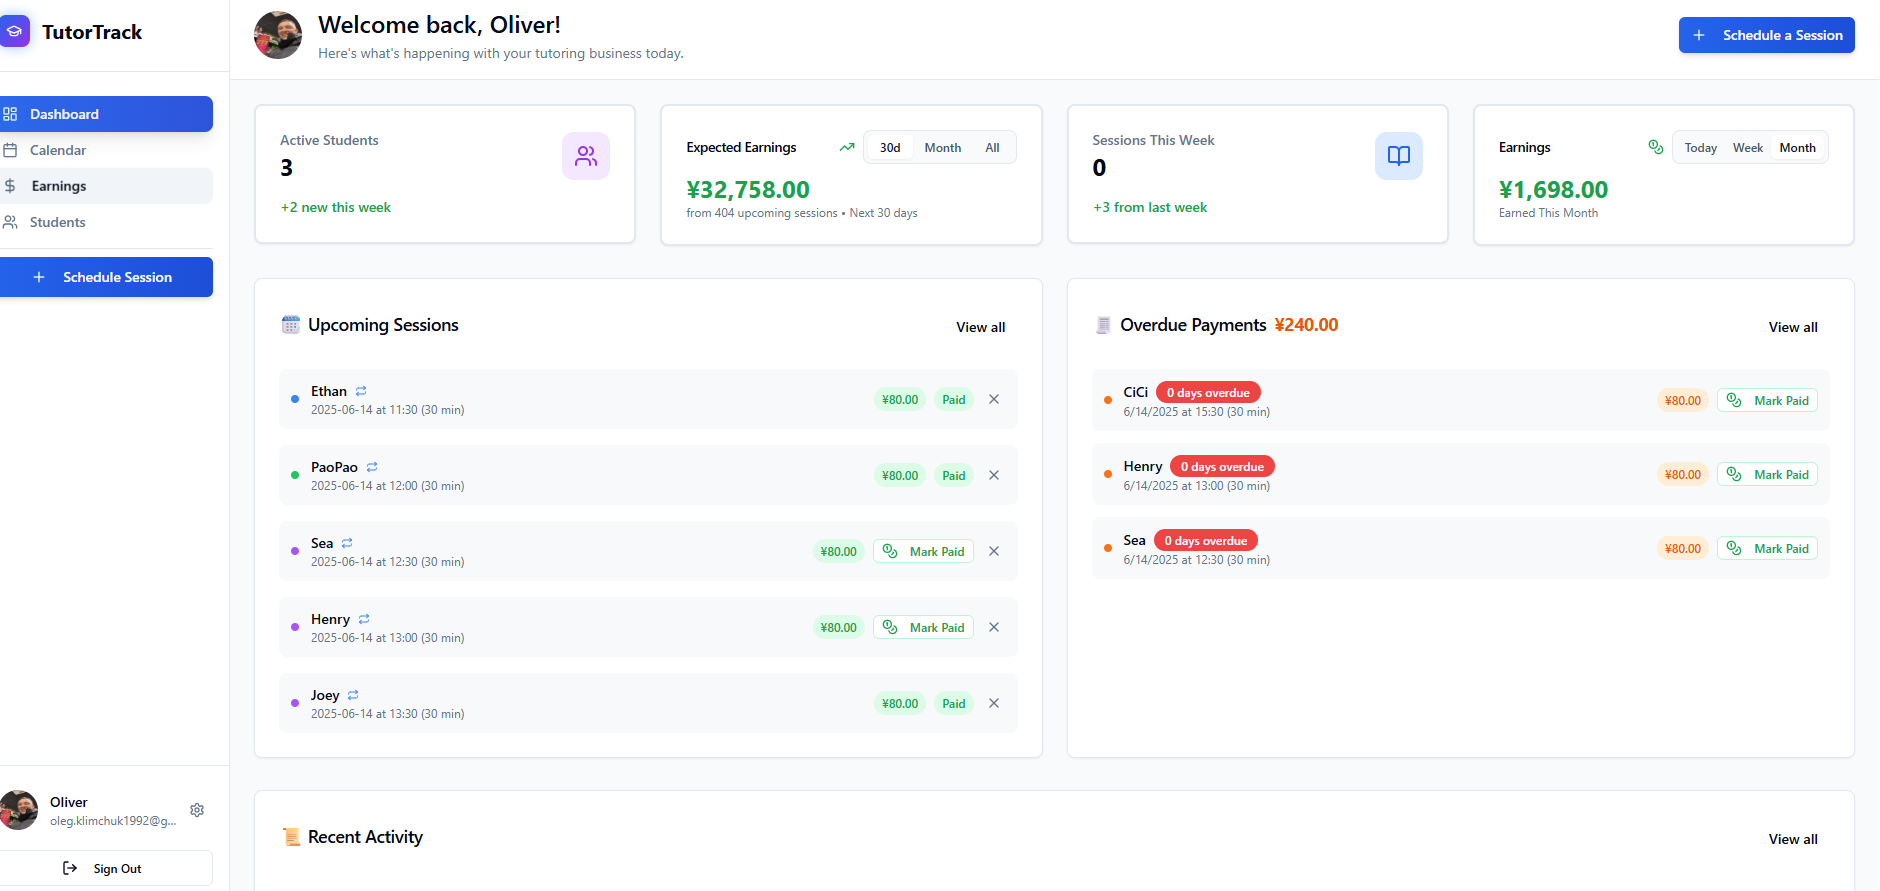 TutorTrack
Dashboard
Calendar
Earnings
Students
Schedule Session
Oliver
oleg.klimchuk1992@g...
Sign Out
Welcome back, Oliver!
Here's what's happening with your tutoring business today.
Schedule a Session
Active Students
3
+2 new this week
Expected Earnings
30d Month All
¥32,758.00
from 404 upcoming sessions • Next 30 days
Sessions This Week
0
+3 from last week
Earnings
Today Week Month
¥1,698.00
Earned This Month
Upcoming Sessions
View all
Ethan
2025-06-14 at 11:30 (30 min)
¥80.00 Paid
PaoPao
2025-06-14 at 12:00 (30 min)
¥80.00 Paid
Sea
2025-06-14 at 12:30 (30 min)
¥80.00 Mark Paid
Henry
2025-06-14 at 13:00 (30 min)
¥80.00 Mark Paid
Joey
2025-06-14 at 13:30 (30 min)
¥80.00 Paid
Overdue Payments ¥240.00
View all
CiCi 0 days overdue
6/14/2025 at 15:30 (30 min)
¥80.00 Mark Paid
Henry 0 days overdue
6/14/2025 at 13:00 (30 min)
¥80.00 Mark Paid
Sea 0 days overdue
6/14/2025 at 12:30 (30 min)
¥80.00 Mark Paid
Recent Activity
View all